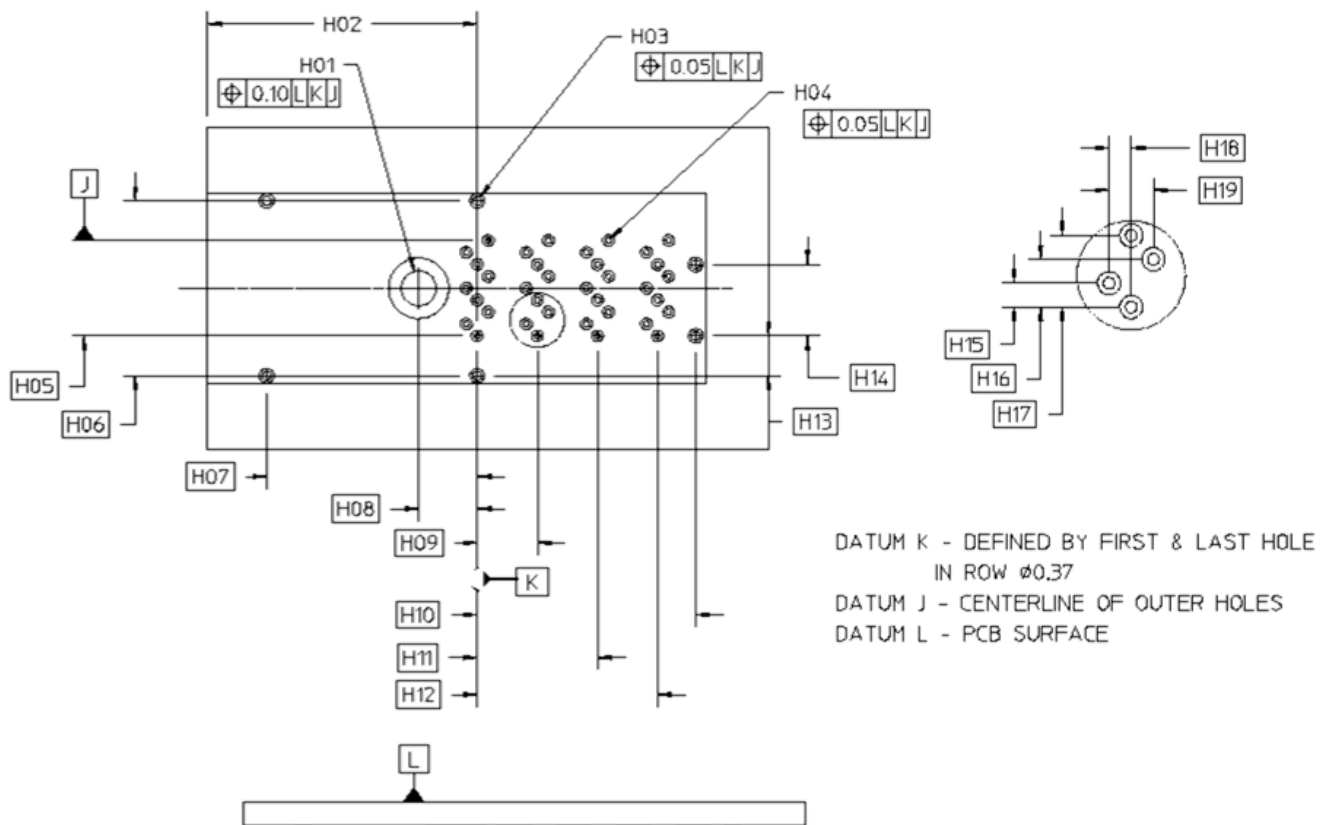 H02
H03
⌖ 0.05 L K J
H01
⌖ 0.10 L K J
H04
⌖ 0.05 L K J
H18
J
H19
H15
H05
H14
H16
H06
H13
H17
H07
H08
H09
K
H10
H11
H12
DATUM K - DEFINED BY FIRST & LAST HOLE
IN ROW ø0.37
DATUM J - CENTERLINE OF OUTER HOLES
DATUM L - PCB SURFACE
L